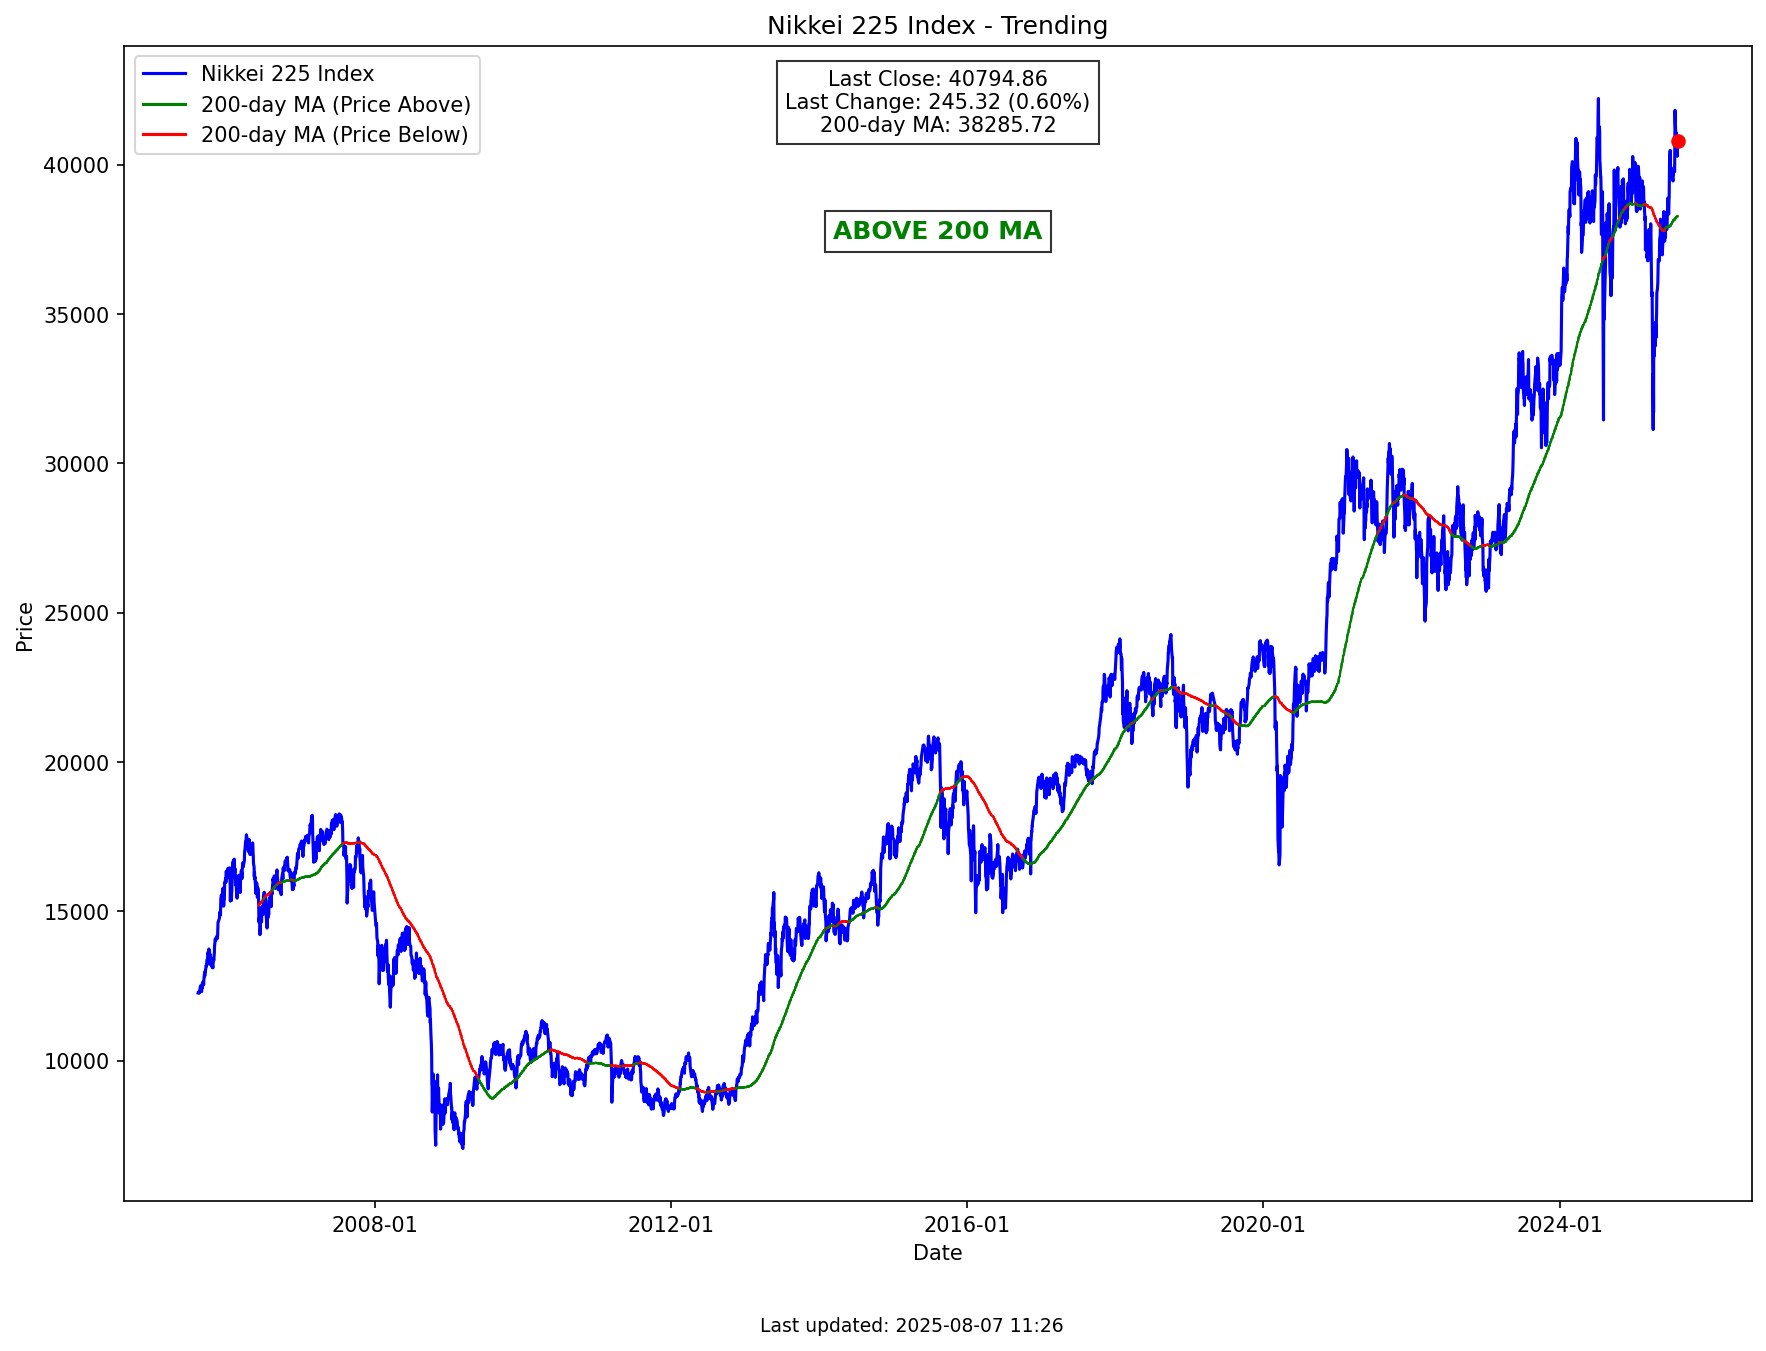 Nikkei 225 Index - Trending
Nikkei 225 Index
200-day MA (Price Above)
200-day MA (Price Below)
Last Close: 40794.86
Last Change: 245.32 (0.60%)
200-day MA: 38285.72
ABOVE 200 MA
40000
35000
30000
25000
20000
15000
10000
Price
2008-01
2012-01
2016-01
2020-01
2024-01
Date
Last updated: 2025-08-07 11:26